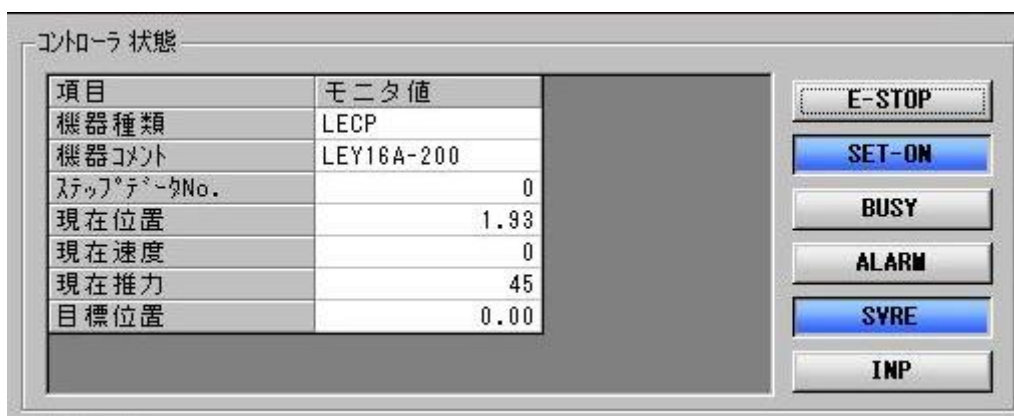 コントローラ 状態
項目 モニタ値
機器種類 LECP
機器コメント LEY16A-200
ステップデータNo. 0
現在位置 1.93
現在速度 0
現在推力 45
目標位置 0.00
E-STOP
SET-ON
BUSY
ALARM
SVRE
INP